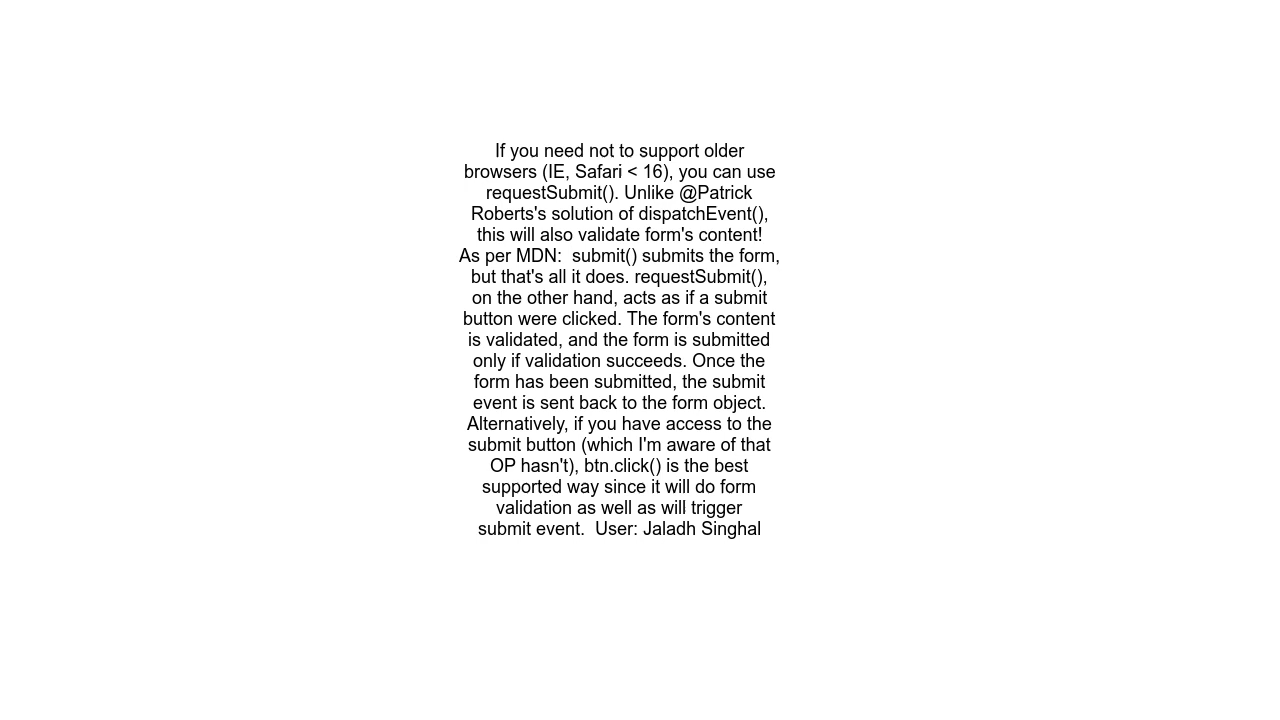 If you need not to support older
browsers (IE, Safari < 16), you can use
requestSubmit(). Unlike @Patrick
Roberts's solution of dispatchEvent(),
this will also validate form's content!
As per MDN:  submit() submits the form,
but that's all it does. requestSubmit(),
on the other hand, acts as if a submit
button were clicked. The form's content
is validated, and the form is submitted
only if validation succeeds. Once the
form has been submitted, the submit
event is sent back to the form object.
Alternatively, if you have access to the
submit button (which I'm aware of that
OP hasn't), btn.click() is the best
supported way since it will do form
validation as well as will trigger
submit event.  User: Jaladh Singhal